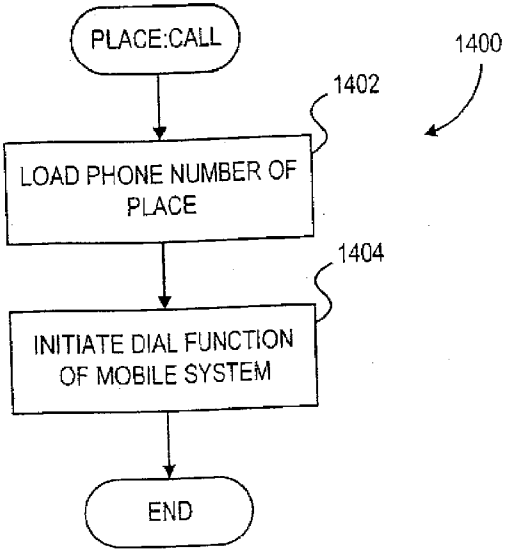 PLACE:CALL
1400
1402
LOAD PHONE NUMBER OF
PLACE
1404
INITIATE DIAL FUNCTION
OF MOBILE SYSTEM
END